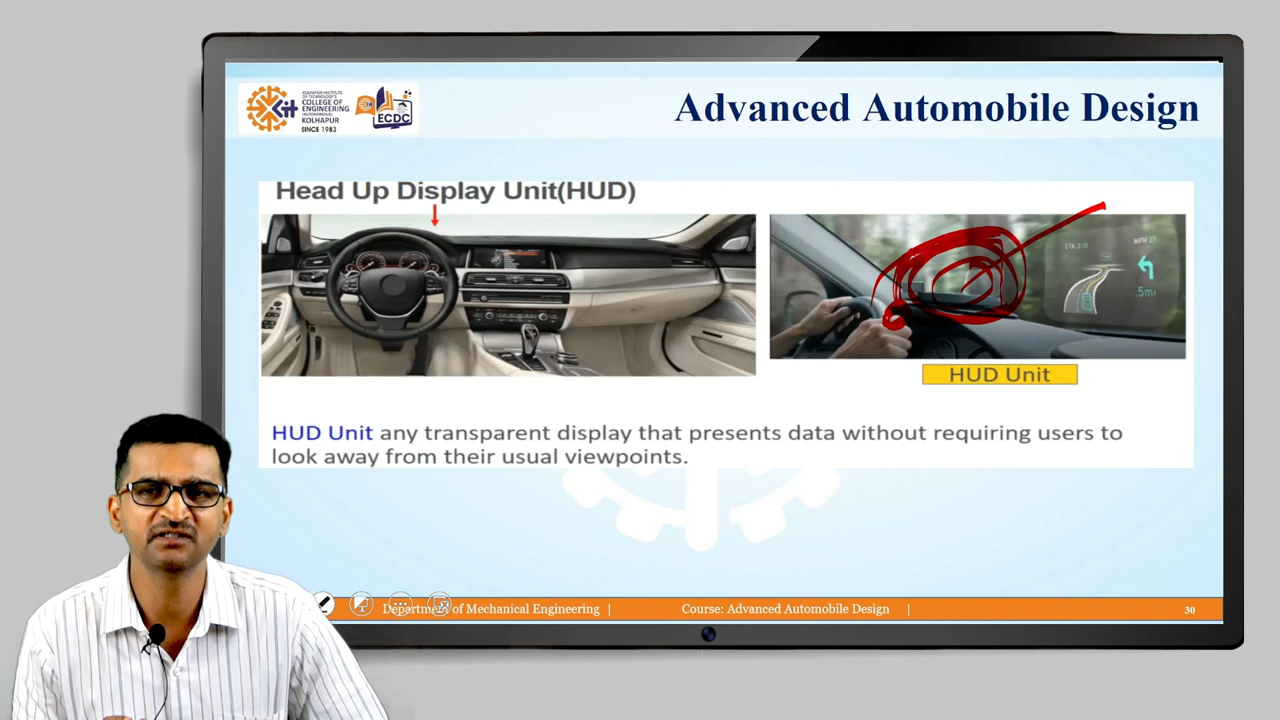 KOLHAPUR INSTITUTE
OF TECHNOLOGY'S
COLLEGE OF
ENGINEERING
(AUTONOMOUS),
KOLHAPUR
SINCE 1983
ECDC
Advanced Automobile Design
Head Up Display Unit(HUD)
MPH 27
.5mi
HUD Unit
HUD Unit any transparent display that presents data without requiring users to
look away from their usual viewpoints.
Department of Mechanical Engineering |
Course: Advanced Automobile Design |
30